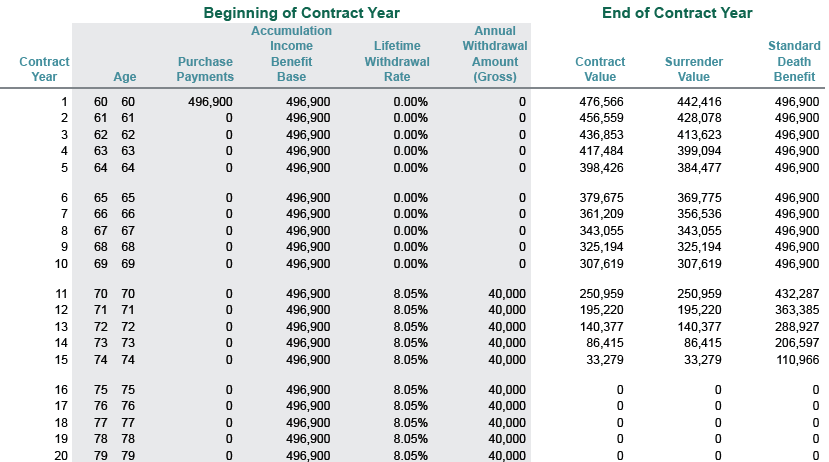 Beginning of Contract Year End of Contract Year
Accumulation Annual
Income Lifetime Withdrawal Standard
Contract Purchase Benefit Withdrawal Amount Contract Surrender Death
Year Age Payments Base Rate (Gross) Value Value Benefit
1 60 60 496,900 496,900 0.00% 0 476,566 442,416 496,900
2 61 61 0 496,900 0.00% 0 456,559 428,078 496,900
3 62 62 0 496,900 0.00% 0 436,853 413,623 496,900
4 63 63 0 496,900 0.00% 0 417,484 399,094 496,900
5 64 64 0 496,900 0.00% 0 398,426 384,477 496,900
6 65 65 0 496,900 0.00% 0 379,675 369,775 496,900
7 66 66 0 496,900 0.00% 0 361,209 356,536 496,900
8 67 67 0 496,900 0.00% 0 343,055 343,055 496,900
9 68 68 0 496,900 0.00% 0 325,194 325,194 496,900
10 69 69 0 496,900 0.00% 0 307,619 307,619 496,900
11 70 70 0 496,900 8.05% 40,000 250,959 250,959 432,287
12 71 71 0 496,900 8.05% 40,000 195,220 195,220 363,385
13 72 72 0 496,900 8.05% 40,000 140,377 140,377 288,927
14 73 73 0 496,900 8.05% 40,000 86,415 86,415 206,597
15 74 74 0 496,900 8.05% 40,000 33,279 33,279 110,966
16 75 75 0 496,900 8.05% 40,000 0 0 0
17 76 76 0 496,900 8.05% 40,000 0 0 0
18 77 77 0 496,900 8.05% 40,000 0 0 0
19 78 78 0 496,900 8.05% 40,000 0 0 0
20 79 79 0 496,900 8.05% 40,000 0 0 0